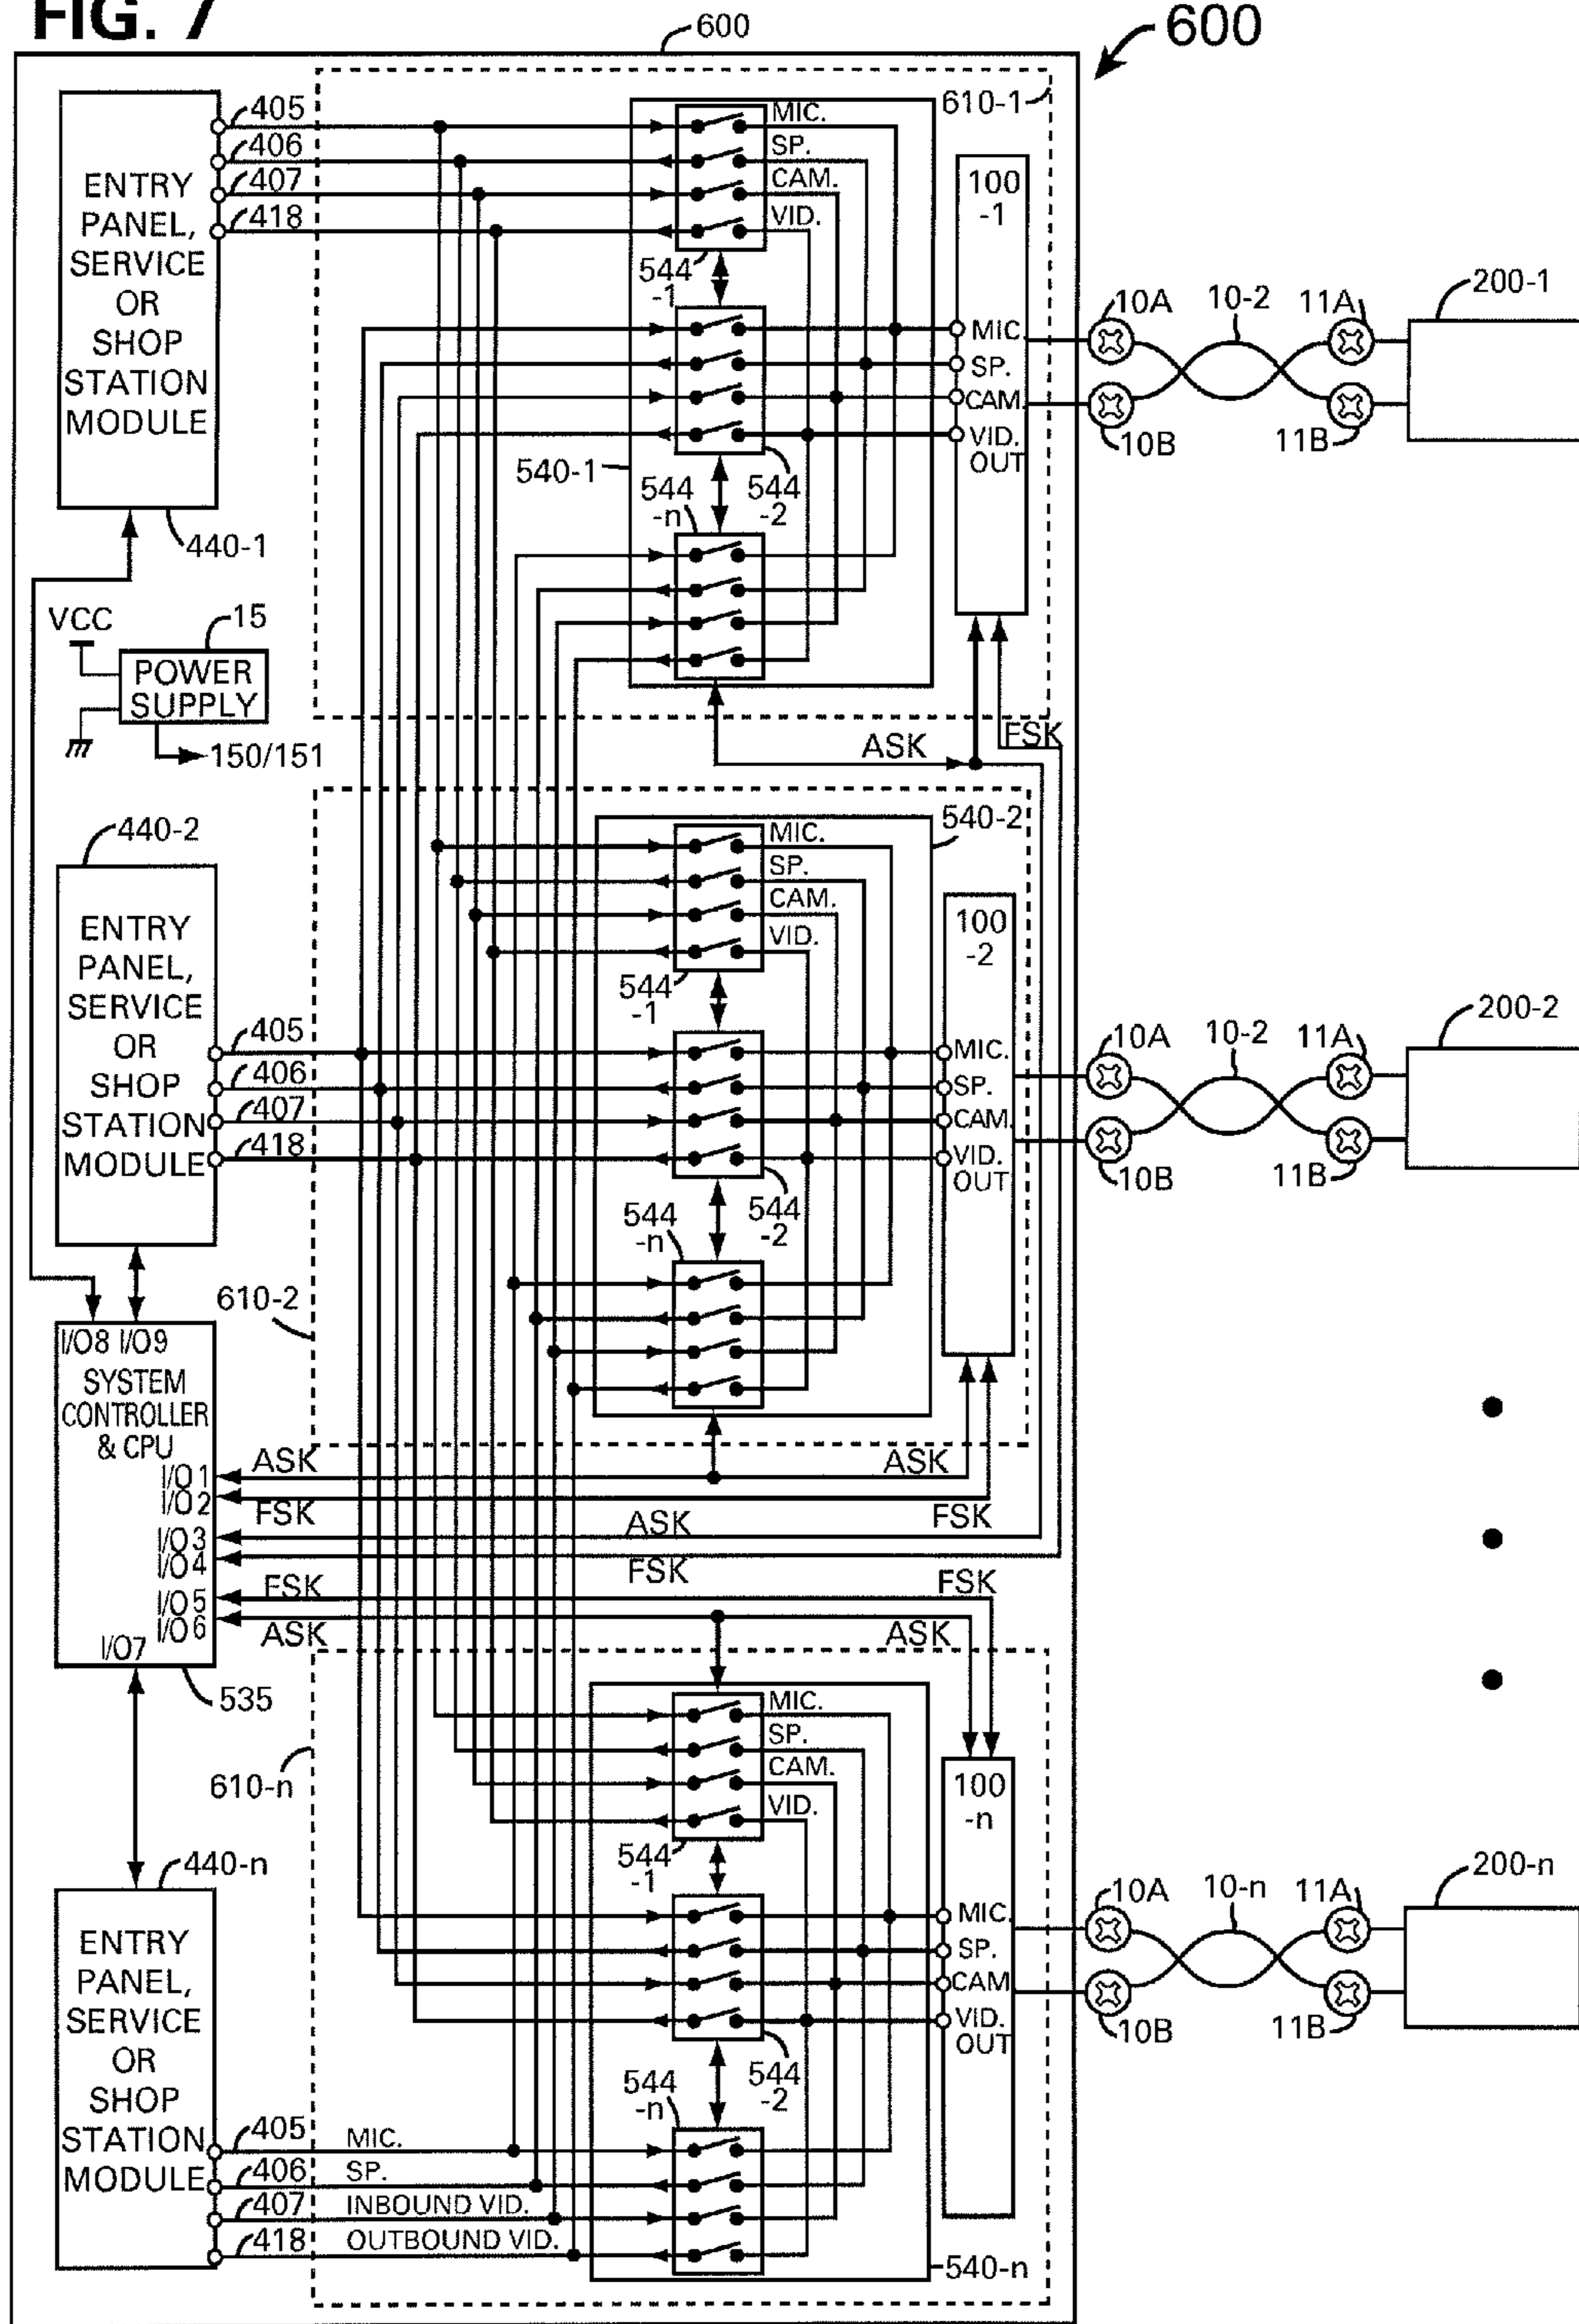 FIG. 7
600
600
610-1
405
406
407
418
ENTRY
PANEL,
SERVICE
OR
SHOP
STATION
MODULE
440-1
MIC.
SP.
CAM.
VID.
544
-1
100
-1
MIC.
SP.
CAM.
VID.
OUT
540-1
544
-n
544
-2
10A
10-2
11A
200-1
10B
11B
VCC
15
POWER
SUPPLY
150/151
ASK
FSK
440-2
ENTRY
PANEL,
SERVICE
OR
SHOP
STATION
MODULE
405
406
407
418
540-2
MIC.
SP.
CAM.
VID.
544
-1
100
-2
MIC.
SP.
CAM.
VID.
OUT
544
-n
544
-2
10A
10-2
11A
200-2
10B
11B
610-2
I/O8 I/O9
SYSTEM
CONTROLLER
& CPU
I/O1
I/O2
I/O3
I/O4
I/O5
I/O6
I/O7
535
ASK
ASK
FSK
FSK
ASK
FSK
FSK
FSK
ASK
ASK
610-n
MIC.
SP.
CAM.
VID.
544
-1
100
-n
MIC.
SP.
CAM
VID.
OUT
544
-n
544
-2
10A
10-n
11A
200-n
10B
11B
440-n
ENTRY
PANEL,
SERVICE
OR
SHOP
STATION
MODULE
405 MIC.
406 SP.
407 INBOUND VID.
418 OUTBOUND VID.
540-n